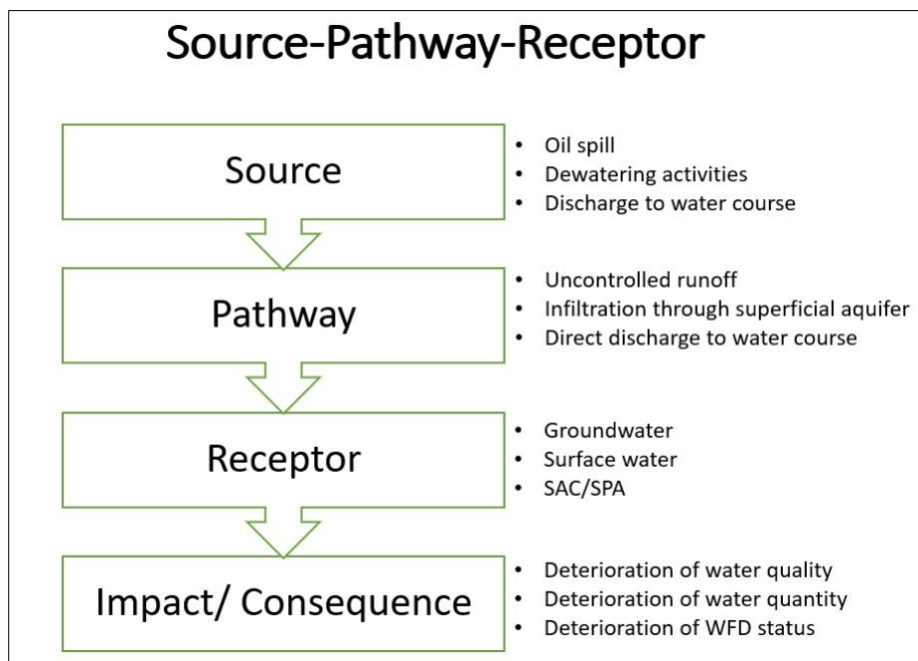 Source-Pathway-Receptor
Source
• Oil spill
• Dewatering activities
• Discharge to water course
Pathway
• Uncontrolled runoff
• Infiltration through superficial aquifer
• Direct discharge to water course
Receptor
• Groundwater
• Surface water
• SAC/SPA
Impact/ Consequence
• Deterioration of water quality
• Deterioration of water quantity
• Deterioration of WFD status